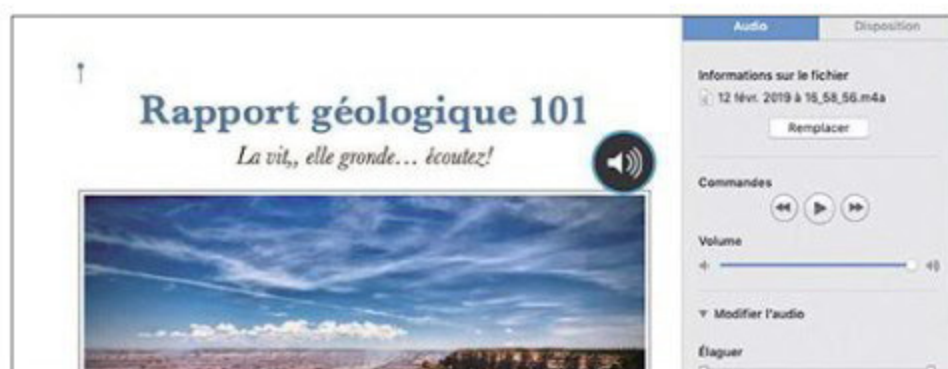 Audio
Disposition
Rapport géologique 101
La vit,, elle gronde... écoutez!
Informations sur le fichier
12 févr. 2019 à 16_58_56.m4a
Remplacer
Commandes
Volume
Modifier l'audio
Élaguer